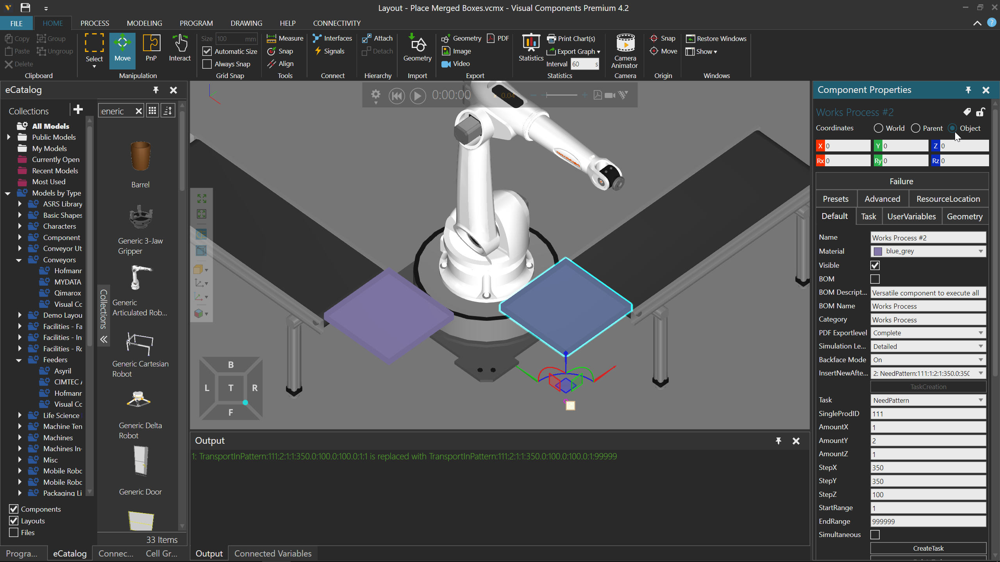 Layout - Place Merged Boxes.vcmx - Visual Components Premium 4.2
FILE HOME PROCESS MODELING PROGRAM DRAWING HELP CONNECTIVITY
Copy Group
Paste Ungroup
Delete
Clipboard
Select Move PnP Interact
Manipulation
Size 100 mm
Automatic Size
Always Snap
Grid Snap
Measure
Snap
Align
Tools
Interfaces
Signals
Connect
Attach
Detach
Hierarchy
Geometry
Import
Geometry PDF
Image
Video
Export
Statistics
Print Chart(s)
Export Graph
Interval 60 s
Statistics
Camera
Animator
Camera
Snap
Move
Origin
Restore Windows
Show
Windows
eCatalog
Collections
All Models
Public Models
My Models
Currently Open
Recent Models
Most Used
Models by Type
ASRS Library
Basic Shapes
Characters
Component
Conveyor Ut
Conveyors
Hofmann
MYDATA
Qimarox
Visual Co
Demo Layou
Facilities - Fa
Facilities - In
Facilities - Ro
Feeders
Asyril
CIMTEC
Hofmann
Visual Co
Life Science
Machine Ten
Machines
Machines In-
Misc
Mobile Robo
Mobile Robo
Packaging Li
Components
Layouts
Files
eneric
Barrel
Generic 3-Jaw
Gripper
Generic
Articulated Rob...
Generic Cartesian
Robot
Generic Delta
Robot
Generic Door
33 Items
Collections
Progra... eCatalog Connec... Cell Gr...
0:00:00 x 0.04
B
L T R
F
Output
1: TransportInPattern:111:2:1:1:350.0:100.0:100.0:1:1 is replaced with TransportInPattern:111:2:1:1:350.0:100.0:100.0:1:99999
Output Connected Variables
Component Properties
Works Process #2
Coordinates World Parent Object
X 0 Y 0 Z 0
Rx 0 Ry 0 Rz 0
Failure
Presets Advanced ResourceLocation
Default Task UserVariables Geometry
Name Works Process #2
Material blue_grey
Visible
BOM
BOM Descript... Versatile component to execute all
BOM Name Works Process
Category Works Process
PDF Exportlevel Complete
Simulation Le... Detailed
Backface Mode On
InsertNewAfte... 2: NeedPattern:111:1:2:1:350.0:350
TaskCreation
Task NeedPattern
SingleProdID 111
AmountX 1
AmountY 2
AmountZ 1
StepX 350
StepY 350
StepZ 100
StartRange 1
EndRange 999999
Simultaneous
CreateTask